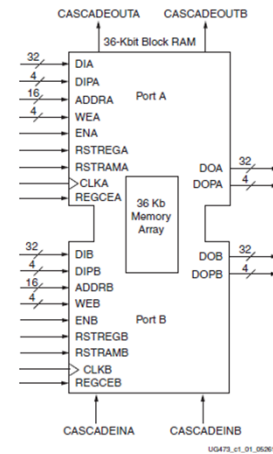 CASCADEOUTA CASCADEOUTB
36-Kbit Block RAM
32 DIA
4 DIPA
16 ADDRA Port A
4 WEA
ENA
RSTREGA
RSTRAMA DOA 32
CLKA DOPA 4
REGCEA
36 Kb
Memory
Array
32 DIB
4 DIPB DOB 32
16 ADDRB DOPB 4
4 WEB
ENB Port B
RSTREGB
RSTRAMB
CLKB
REGCEB
CASCADEINA CASCADEINB